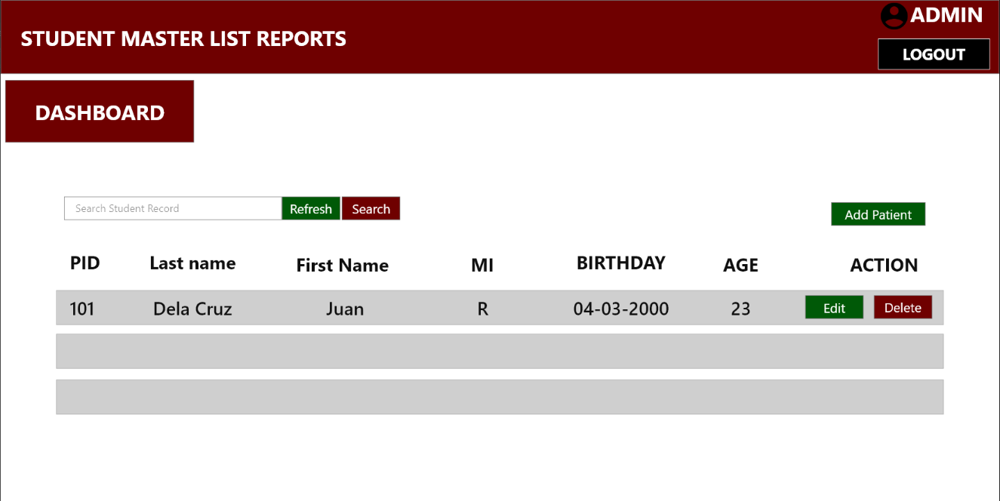 ADMIN
STUDENT MASTER LIST REPORTS
LOGOUT
DASHBOARD
Search Student Record Refresh Search Add Patient
PID Last name First Name MI BIRTHDAY AGE ACTION
101 Dela Cruz Juan R 04-03-2000 23 Edit Delete